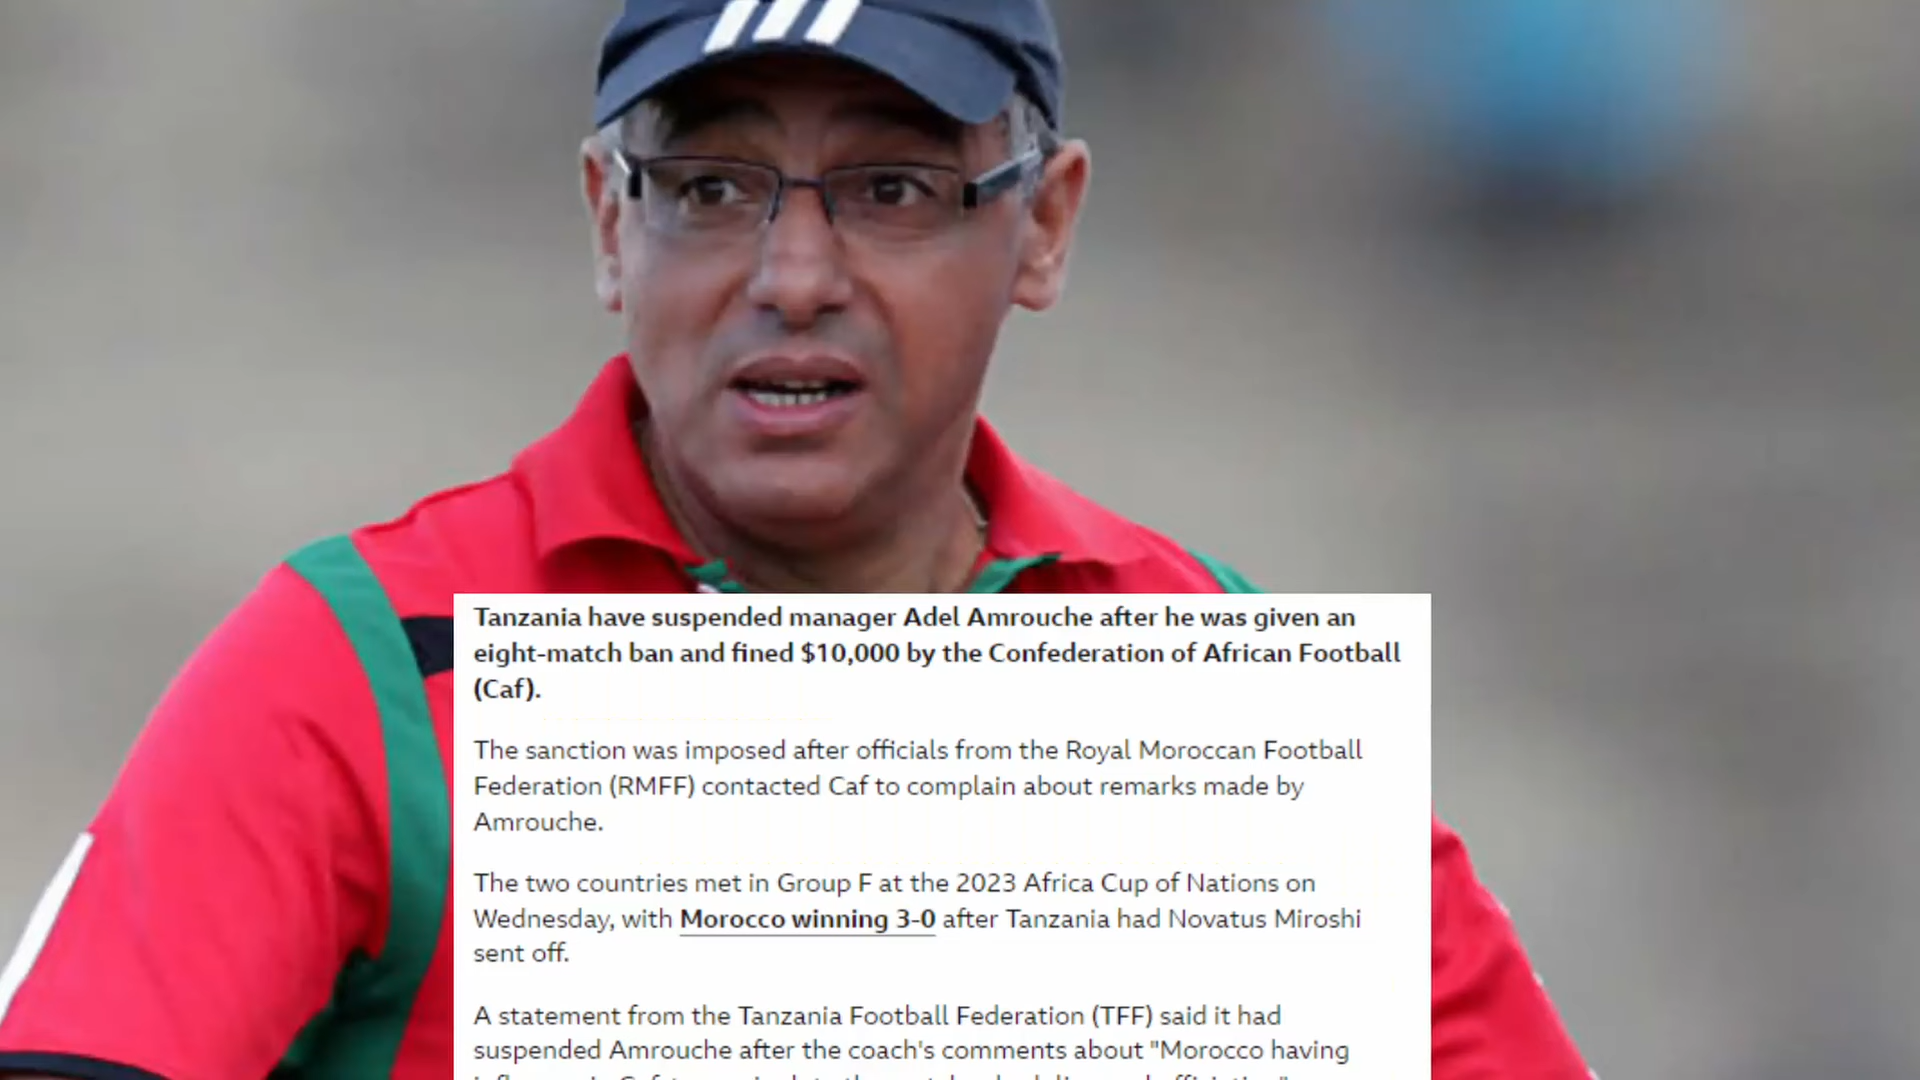 Tanzania have suspended manager Adel Amrouche after he was given an
eight-match ban and fined $10,000 by the Confederation of African Football
(Caf).
The sanction was imposed after officials from the Royal Moroccan Football
Federation (RMFF) contacted Caf to complain about remarks made by
Amrouche.
The two countries met in Group F at the 2023 Africa Cup of Nations on
Wednesday, with Morocco winning 3-0 after Tanzania had Novatus Miroshi
sent off.
A statement from the Tanzania Football Federation (TFF) said it had
suspended Amrouche after the coach's comments about "Morocco having